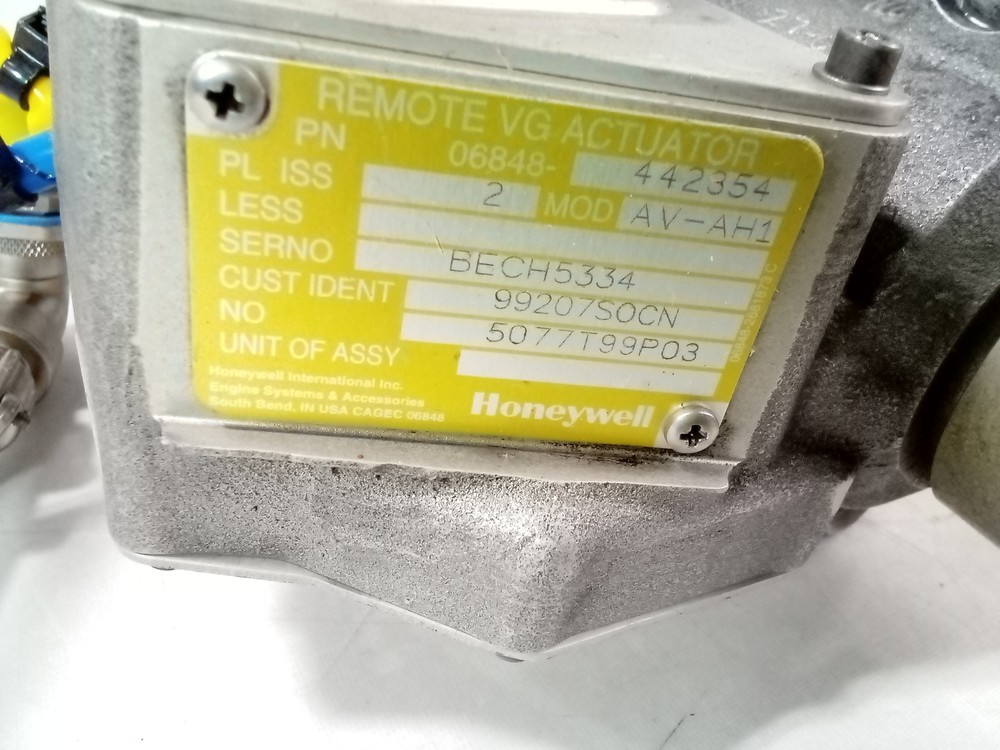 REMOTE VG ACTUATOR
PN 06848- 442354
PL ISS 2 MOD AV-AH1
LESS
SERNO BECH5334
CUST IDENT 99207SOCN
NO 5077T99P03
UNIT OF ASSY
Honeywell International Inc.
Engine Systems & Accessories
South Bend, IN USA CAGEC 06848
Honeywell